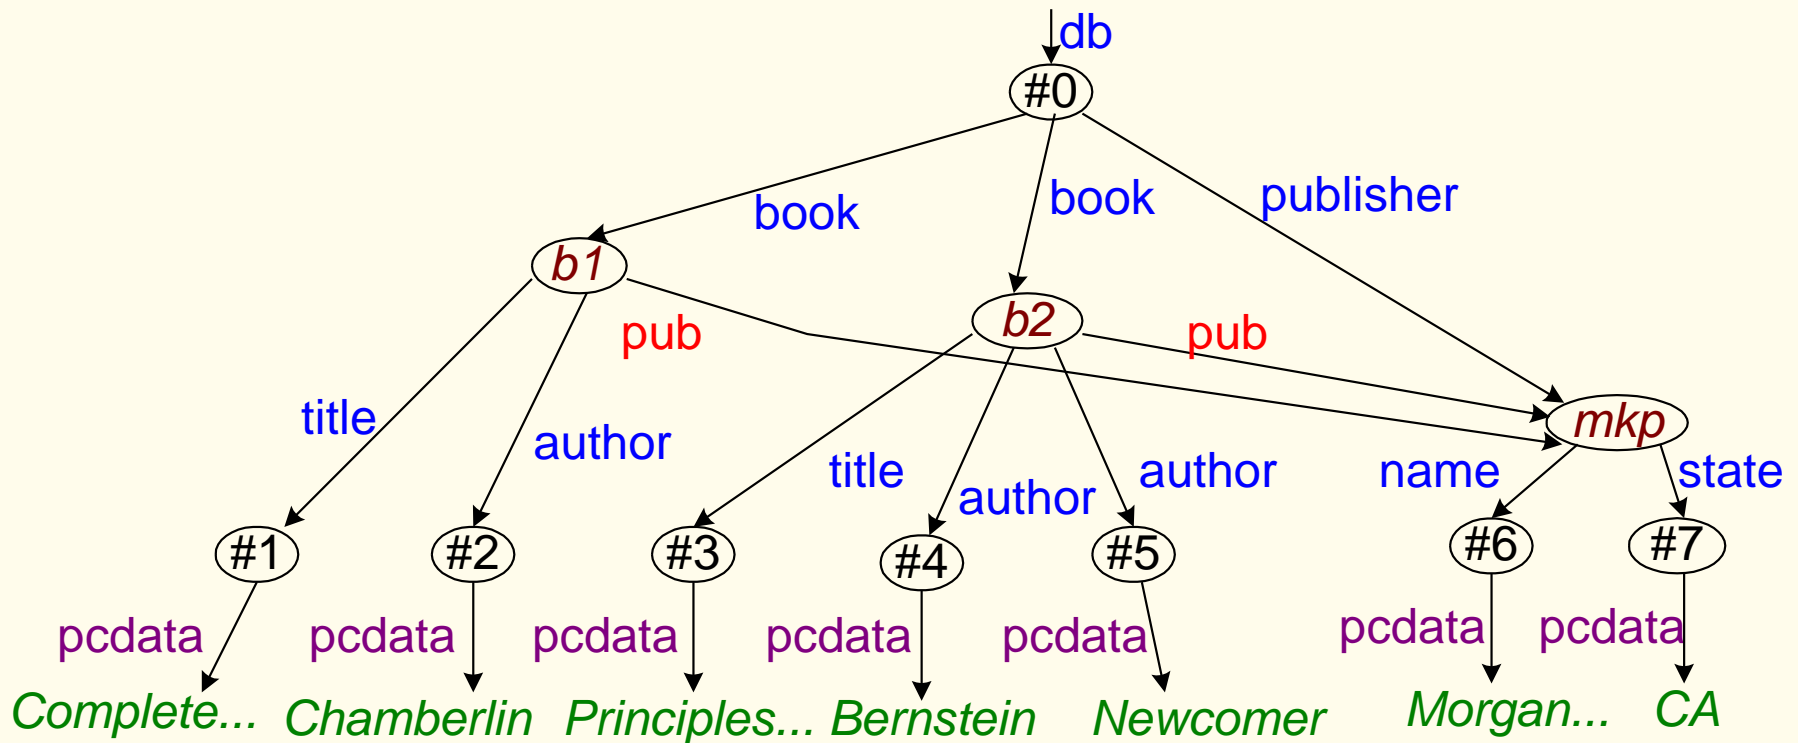 db
#0
book
book
publisher
b1
b2
pub
pub
mkp
title
author
title
author
author
name
state
#1
#2
#3
#4
#5
#6
#7
pcdata
pcdata
pcdata
pcdata
pcdata
pcdata
pcdata
Complete...
Chamberlin
Principles...
Bernstein
Newcomer
Morgan...
CA